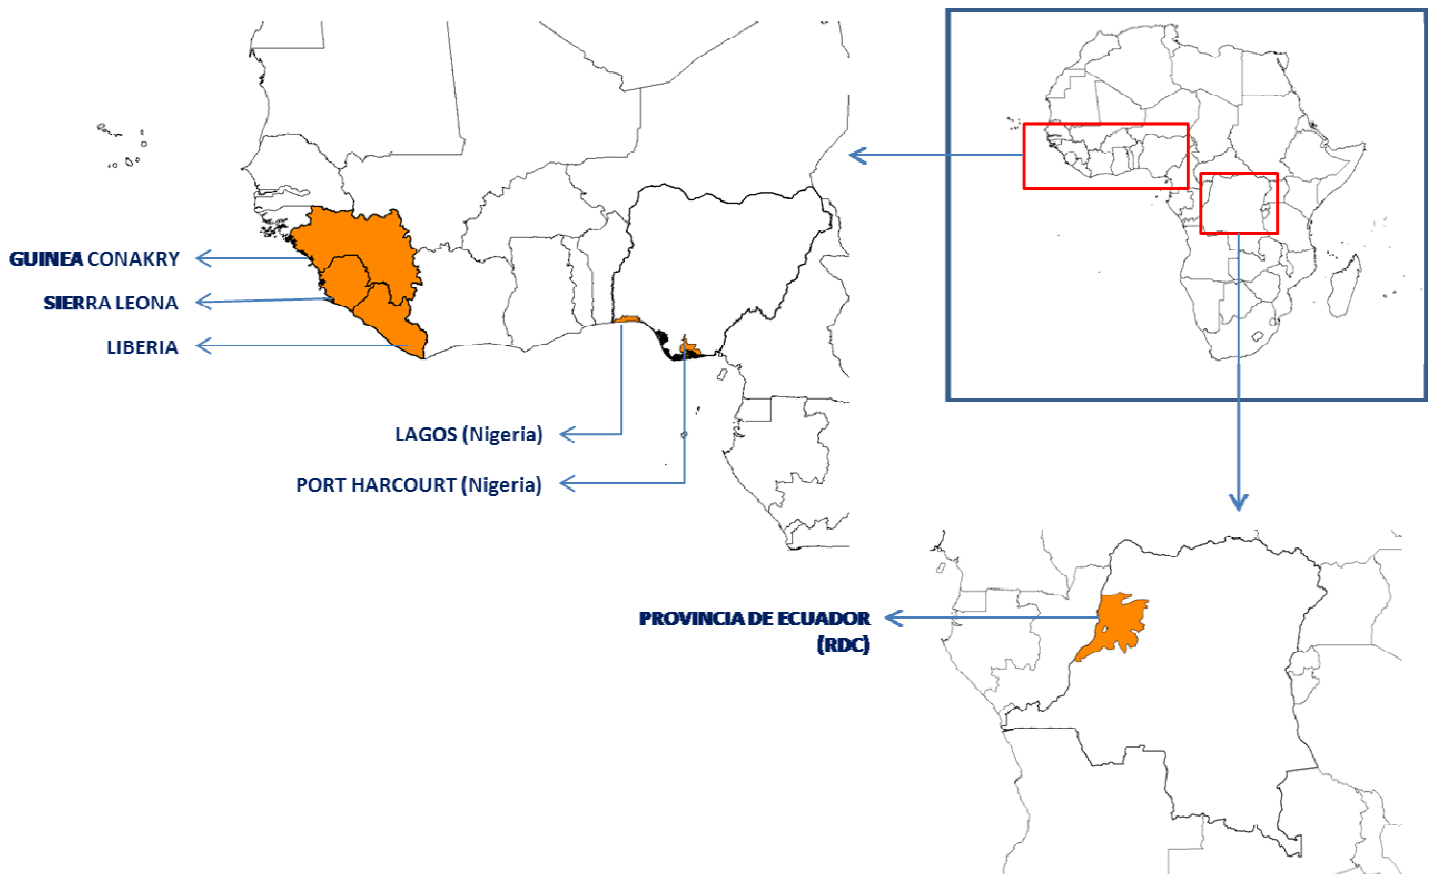 GUINEA CONAKRY
SIERRA LEONA
LIBERIA
LAGOS (Nigeria)
PORT HARCOURT (Nigeria)
PROVINCIA DE ECUADOR
(RDC)